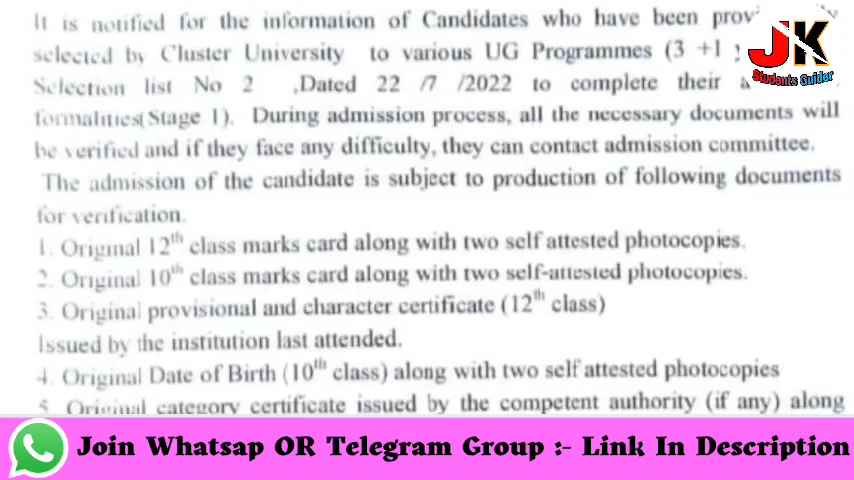 It is notified for the information of Candidates who have been
selected by Cluster University to various UG Programmes (3 +1
Selection list No 2 ,Dated 22 /7 /2022 to complete their
formalities(Stage 1). During admission process, all the necessary documents will
be verified and if they face any difficulty, they can contact admission committee.
The admission of the candidate is subject to production of following documents
for verification.
1. Original 12th class marks card along with two self attested photocopies.
2. Original 10th class marks card along with two self-attested photocopies.
3. Original provisional and character certificate (12th class)
Issued by the institution last attended.
4. Original Date of Birth (10th class) along with two self attested photocopies
5. Original category certificate issued by the competent authority (if any) along
JK
Students Guider
Join Whatsap OR Telegram Group :- Link In Description